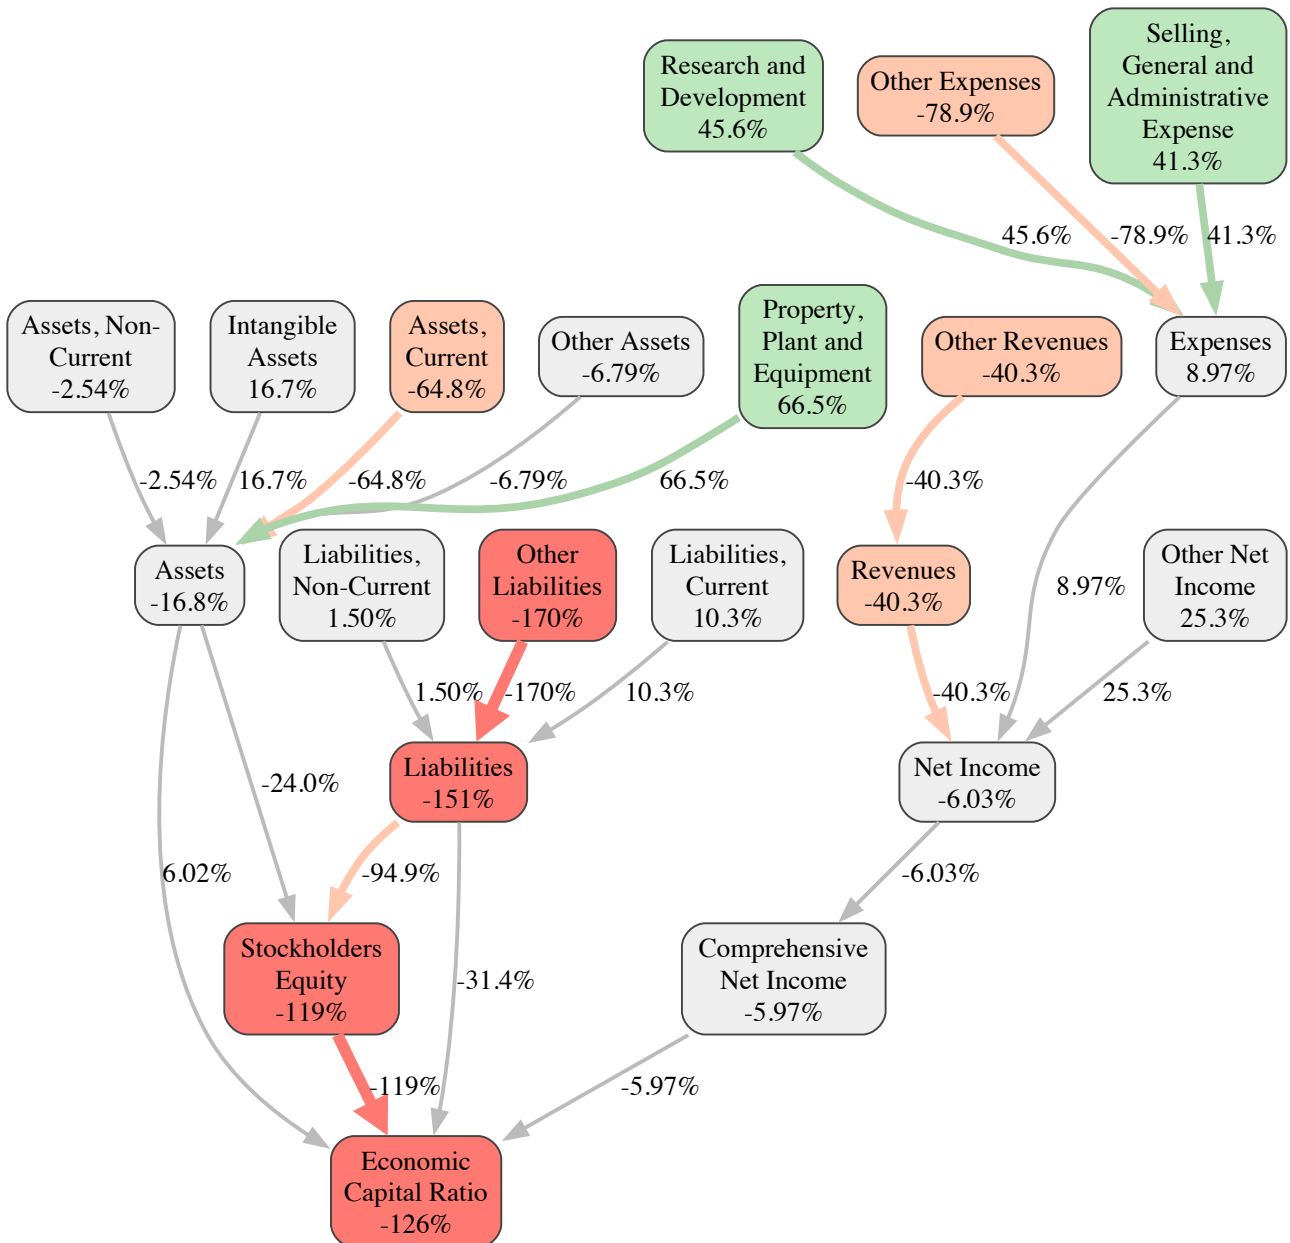 Research and
Development
45.6%
Other Expenses
-78.9%
Selling,
General and
Administrative
Expense
41.3%
45.6%
-78.9%
41.3%
Assets, Non-
Current
-2.54%
Intangible
Assets
16.7%
Assets,
Current
-64.8%
Other Assets
-6.79%
Property,
Plant and
Equipment
66.5%
Other Revenues
-40.3%
Expenses
8.97%
-2.54%
16.7%
-64.8%
-6.79%
66.5%
-40.3%
Assets
-16.8%
Liabilities,
Non-Current
1.50%
Other
Liabilities
-170%
Liabilities,
Current
10.3%
Revenues
-40.3%
8.97%
Other Net
Income
25.3%
1.50%
-170%
10.3%
-40.3%
25.3%
-24.0%
Liabilities
-151%
Net Income
-6.03%
6.02%
-94.9%
-6.03%
Stockholders
Equity
-119%
-31.4%
Comprehensive
Net Income
-5.97%
-119%
-5.97%
Economic
Capital Ratio
-126%